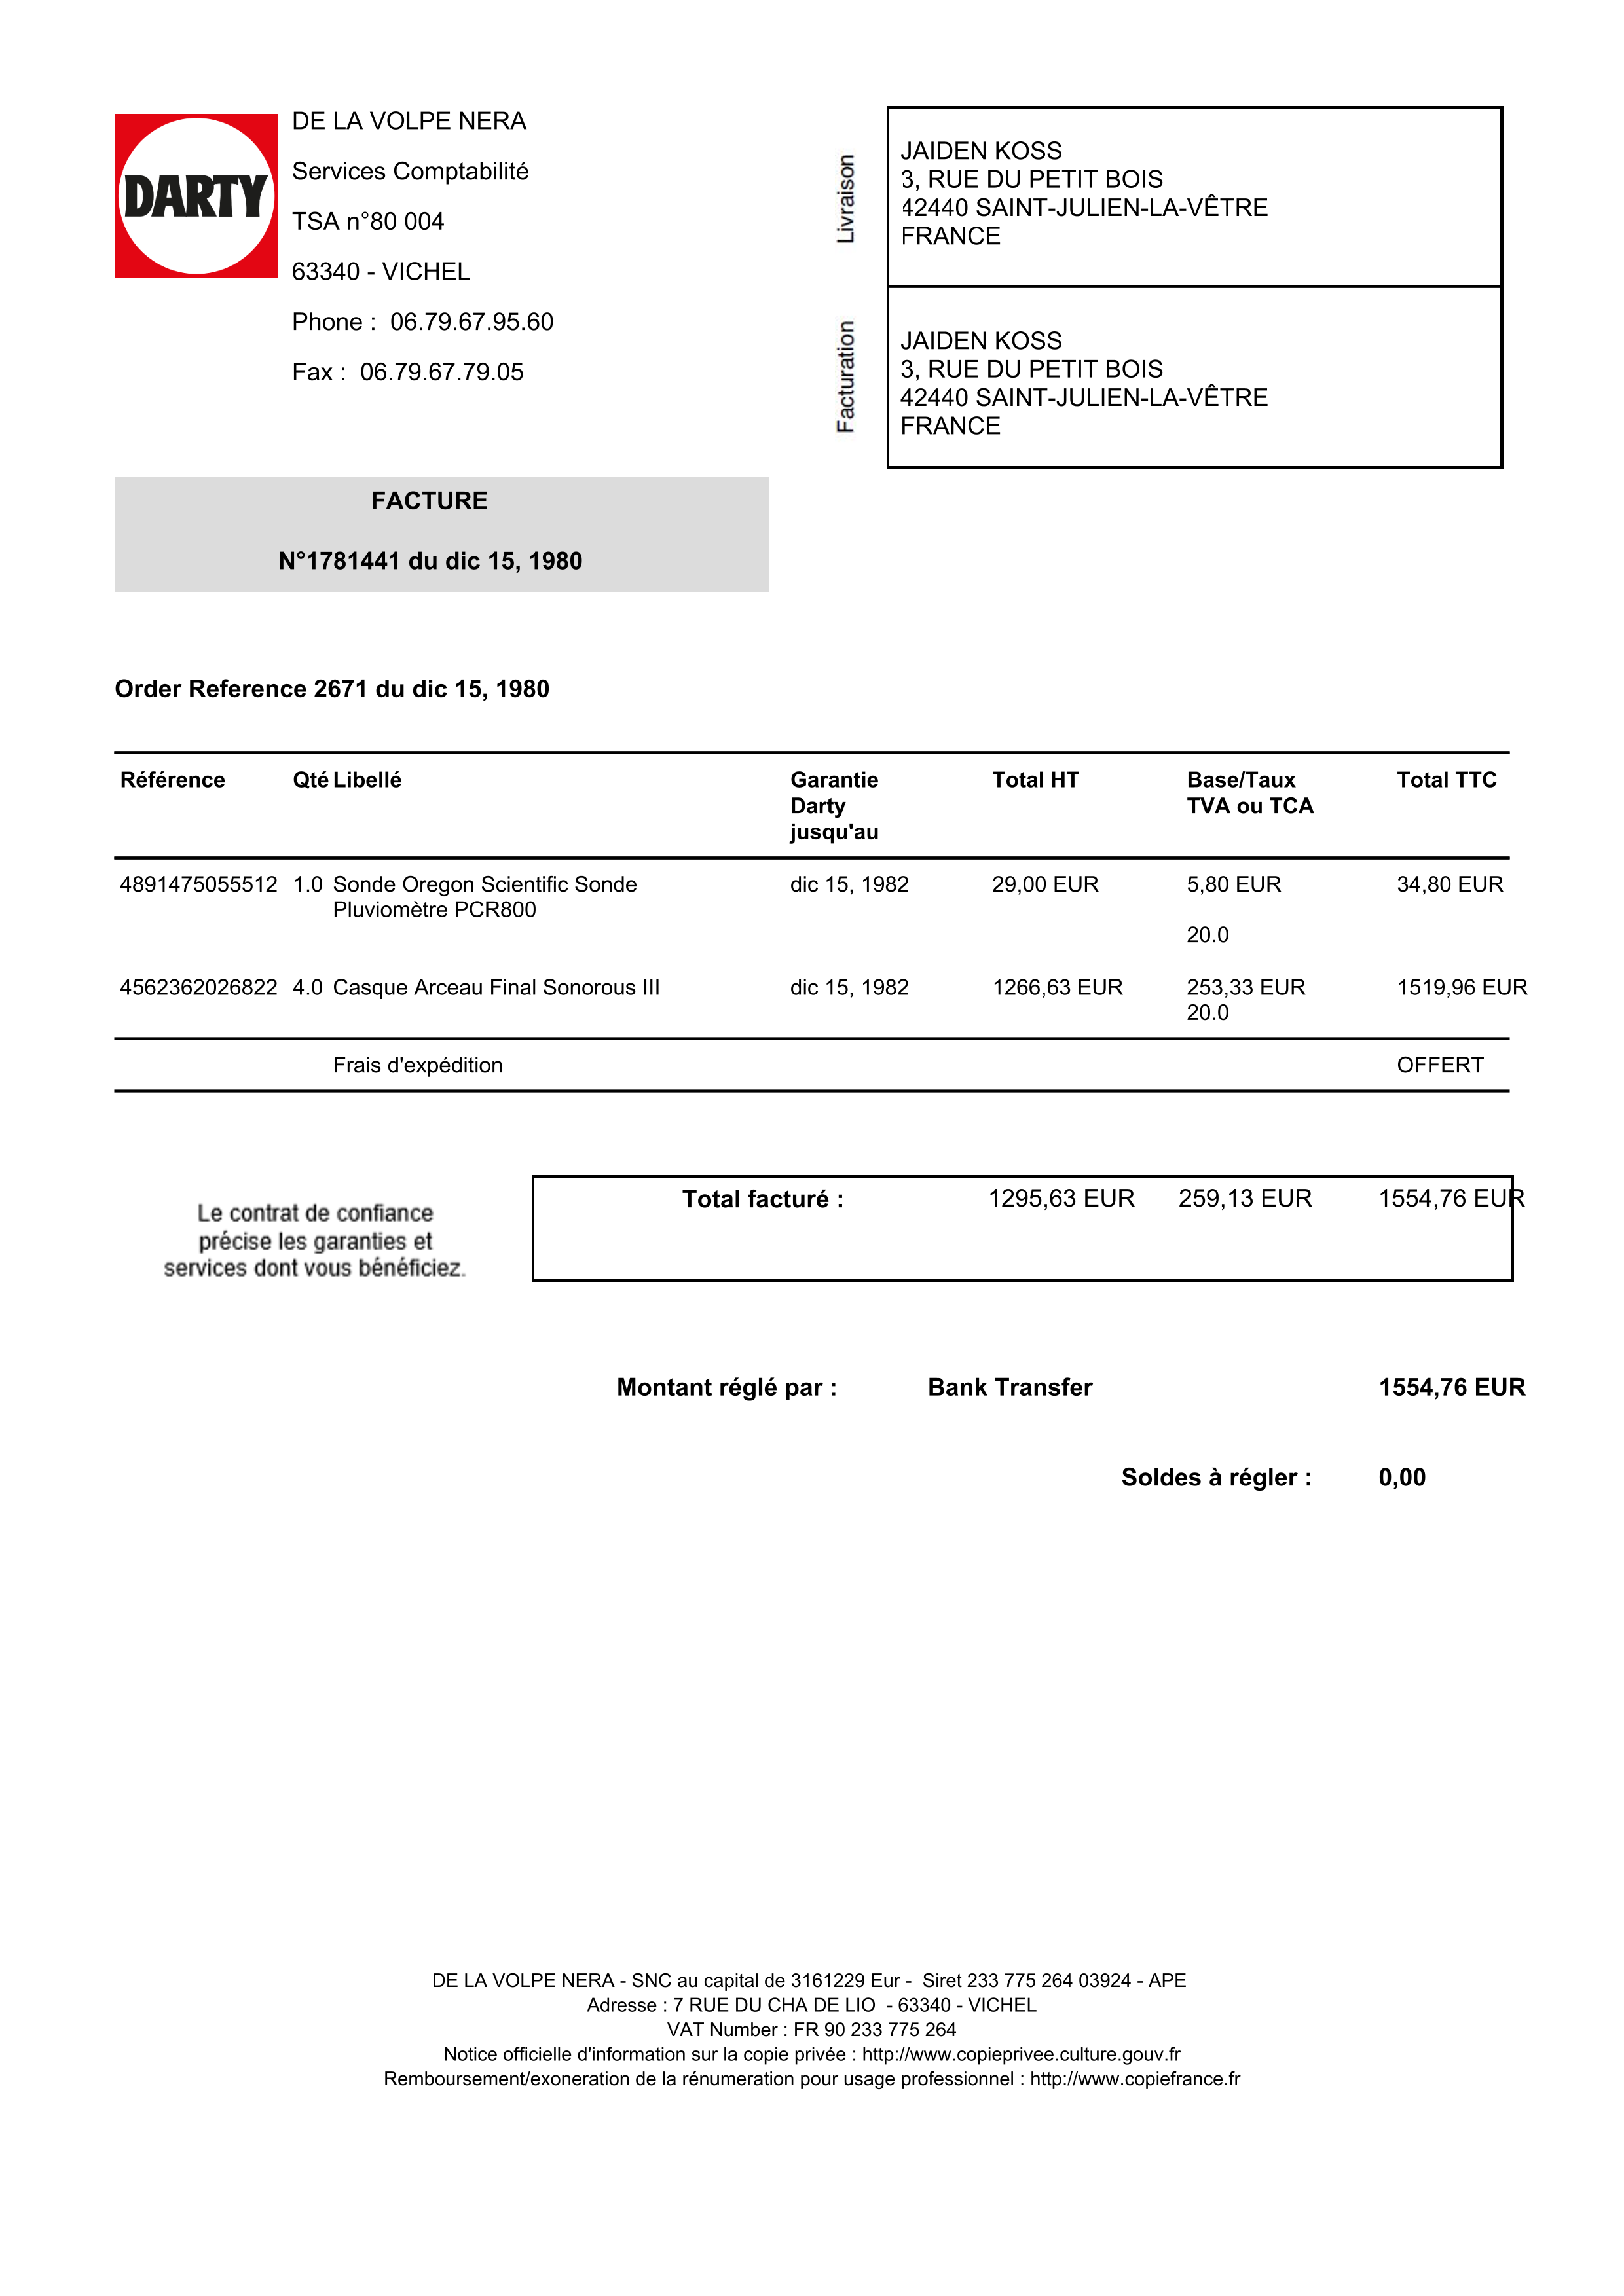 DARTY
DE LA VOLPE NERA
Services Comptabilité
TSA n°80 004
63340 - VICHEL
Phone :  06.79.67.95.60
Fax :  06.79.67.79.05
Livraison
JAIDEN KOSS
3, RUE DU PETIT BOIS
42440 SAINT-JULIEN-LA-VÊTRE
FRANCE
Facturation
JAIDEN KOSS
3, RUE DU PETIT BOIS
42440 SAINT-JULIEN-LA-VÊTRE
FRANCE
FACTURE
N°1781441 du dic 15, 1980
Order Reference 2671 du dic 15, 1980
Référence Qté Libellé Garantie Total HT Base/Taux Total TTC
Darty TVA ou TCA
jusqu'au
4891475055512 1.0 Sonde Oregon Scientific Sonde dic 15, 1982 29,00 EUR 5,80 EUR 34,80 EUR
Pluviomètre PCR800
20.0
4562362026822 4.0 Casque Arceau Final Sonorous III dic 15, 1982 1266,63 EUR 253,33 EUR 1519,96 EUR
20.0
Frais d'expédition OFFERT
Total facturé : 1295,63 EUR 259,13 EUR 1554,76 EUR
Le contrat de confiance
précise les garanties et
services dont vous bénéficiez.
Montant réglé par : Bank Transfer 1554,76 EUR
Soldes à régler : 0,00
DE LA VOLPE NERA - SNC au capital de 3161229 Eur -  Siret 233 775 264 03924 - APE
Adresse : 7 RUE DU CHA DE LIO  - 63340 - VICHEL
VAT Number : FR 90 233 775 264
Notice officielle d'information sur la copie privée : http://www.copieprivee.culture.gouv.fr
Remboursement/exoneration de la rénumeration pour usage professionnel : http://www.copiefrance.fr